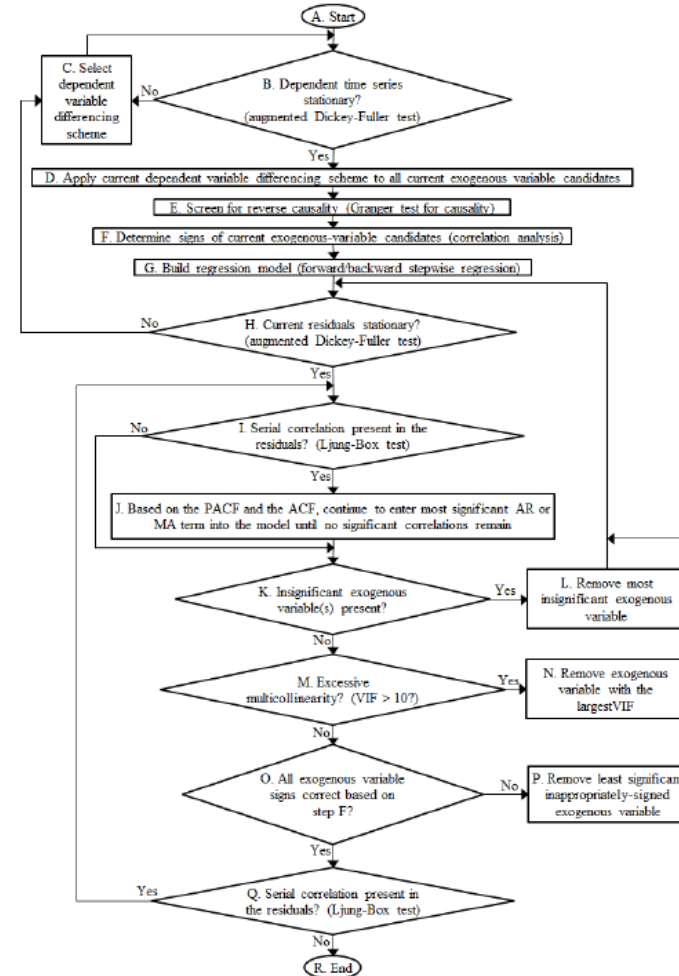 A. Start
C. Select
dependent
variable
differencing
scheme
No
B. Dependent time series
stationary?
(augmented Dickey-Fuller test)
Yes
D. Apply current dependent variable differencing scheme to all current exogenous variable candidates
E. Screen for reverse causality (Granger test for causality)
F. Determine signs of current exogenous-variable candidates (correlation analysis)
G. Build regression model (forward/backward stepwise regression)
No
H. Current residuals stationary?
(augmented Dickey-Fuller test)
Yes
No
I. Serial correlation present in the
residuals? (Ljung-Box test)
Yes
J. Based on the PACF and the ACF, continue to enter most significant AR or
MA term into the model until no significant correlations remain
K. Insignificant exogenous
variable(s) present?
Yes
L. Remove most
insignificant exogenous
variable
No
M. Excessive
multicollinearity? (VIF > 10?)
Yes
N. Remove exogenous
variable with the
largestVIF
No
O. All exogenous variable
signs correct based on
step F?
No
P. Remove least significant
inappropriately-signed
exogenous variable
Yes
Yes
Q. Serial correlation present in
the residuals? (Ljung-Box test)
No
R. End